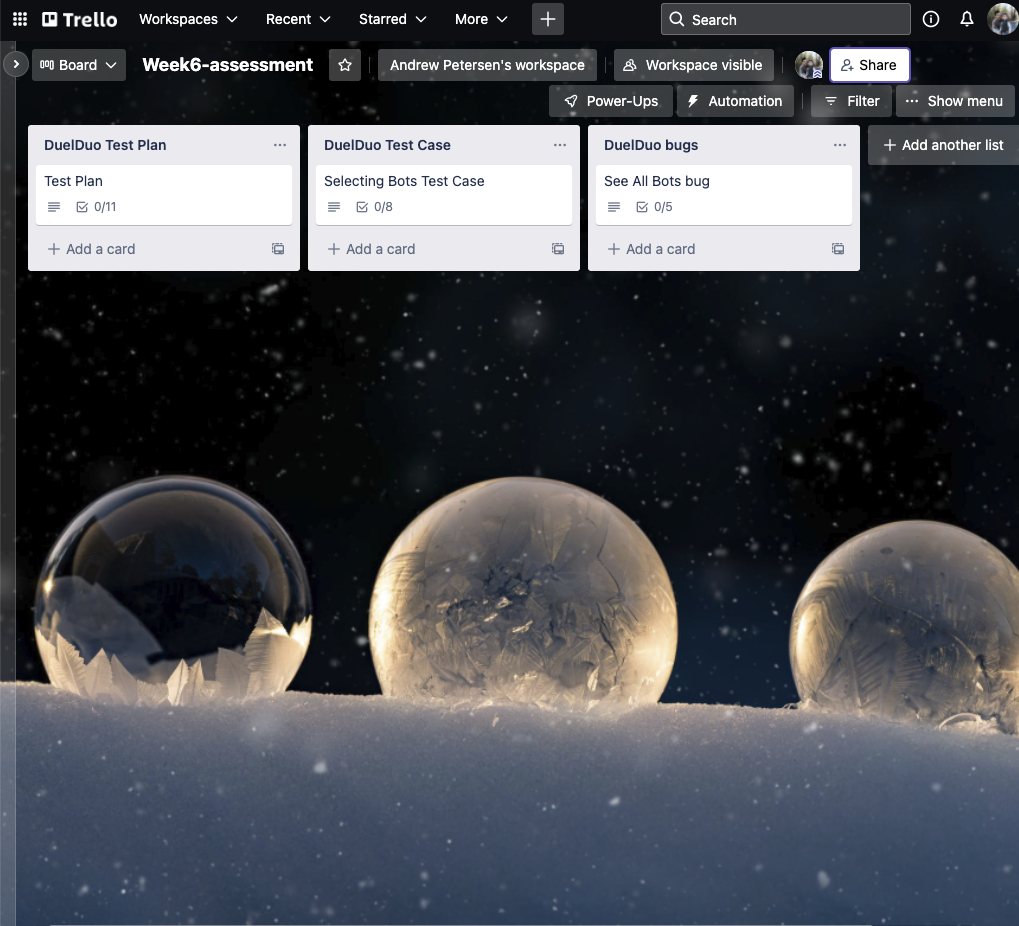 Trello Workspaces Recent Starred More Search
Board Week6-assessment Andrew Petersen's workspace Workspace visible Share
Power-Ups Automation Filter ... Show menu
DuelDuo Test Plan ...
Test Plan
0/11
+ Add a card
DuelDuo Test Case ...
Selecting Bots Test Case
0/8
+ Add a card
DuelDuo bugs ...
See All Bots bug
0/5
+ Add a card
+ Add another list